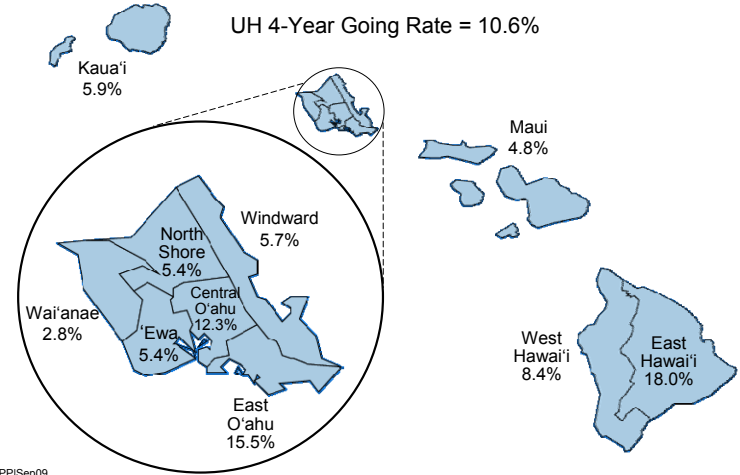 UH 4-Year Going Rate = 10.6%
Kaua‘i
5.9%
Maui
4.8%
Windward
5.7%
North
Shore
5.4%
Central
O‘ahu
12.3%
Wai‘anae
2.8%
‘Ewa
5.4%
East
O‘ahu
15.5%
West
Hawai‘i
8.4%
East
Hawai‘i
18.0%